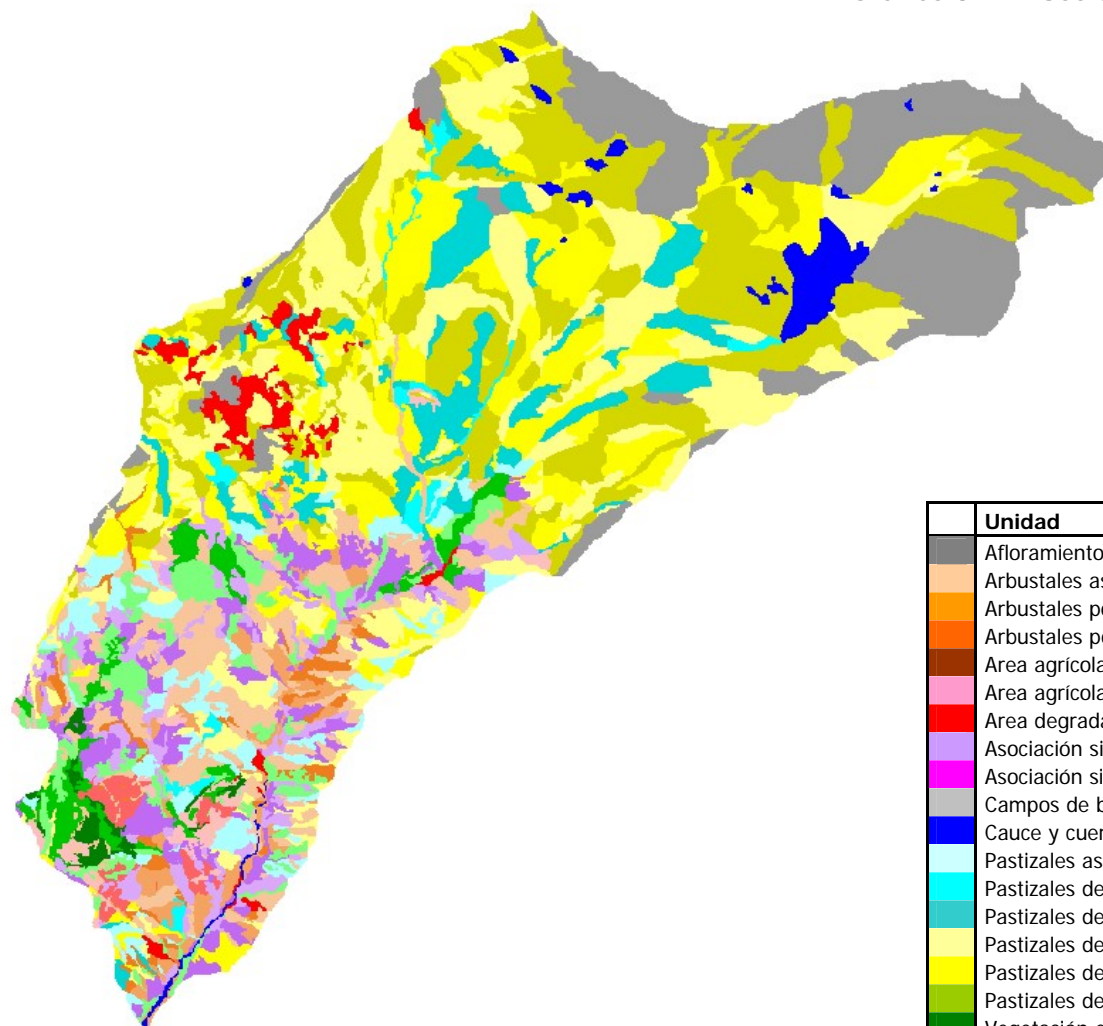 Unidad
Afloramiento
Arbustales as
Arbustales p
Arbustales p
Area agrícola
Area agrícola
Area degrada
Asociación si
Asociación si
Campos de b
Cauce y cuer
Pastizales as
Pastizales de
Pastizales de
Pastizales de
Pastizales de
Pastizales de